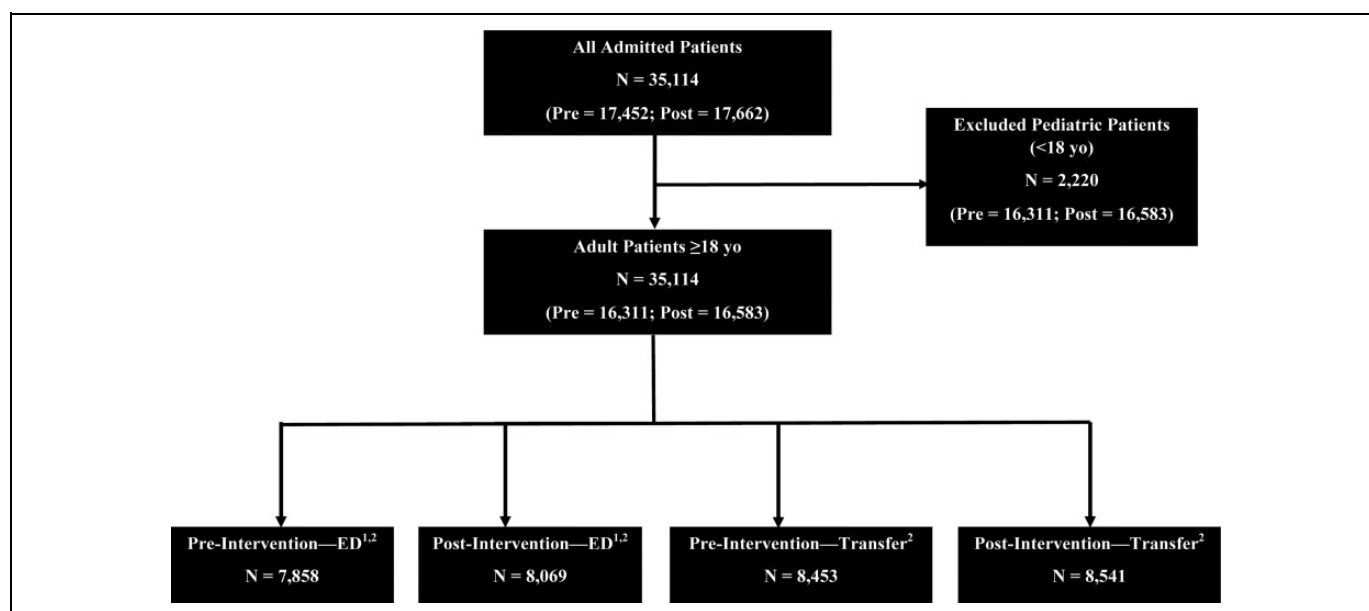 All Admitted Patients
N = 35,114
(Pre = 17,452; Post = 17,662)
Excluded Pediatric Patients
(<18 yo)
N = 2,220
(Pre = 16,311; Post = 16,583)
Adult Patients ≥18 yo
N = 35,114
(Pre = 16,311; Post = 16,583)
Pre-Intervention—ED1,2
N = 7,858
Post-Intervention—ED1,2
N = 8,069
Pre-Intervention—Transfer2
N = 8,453
Post-Intervention—Transfer2
N = 8,541